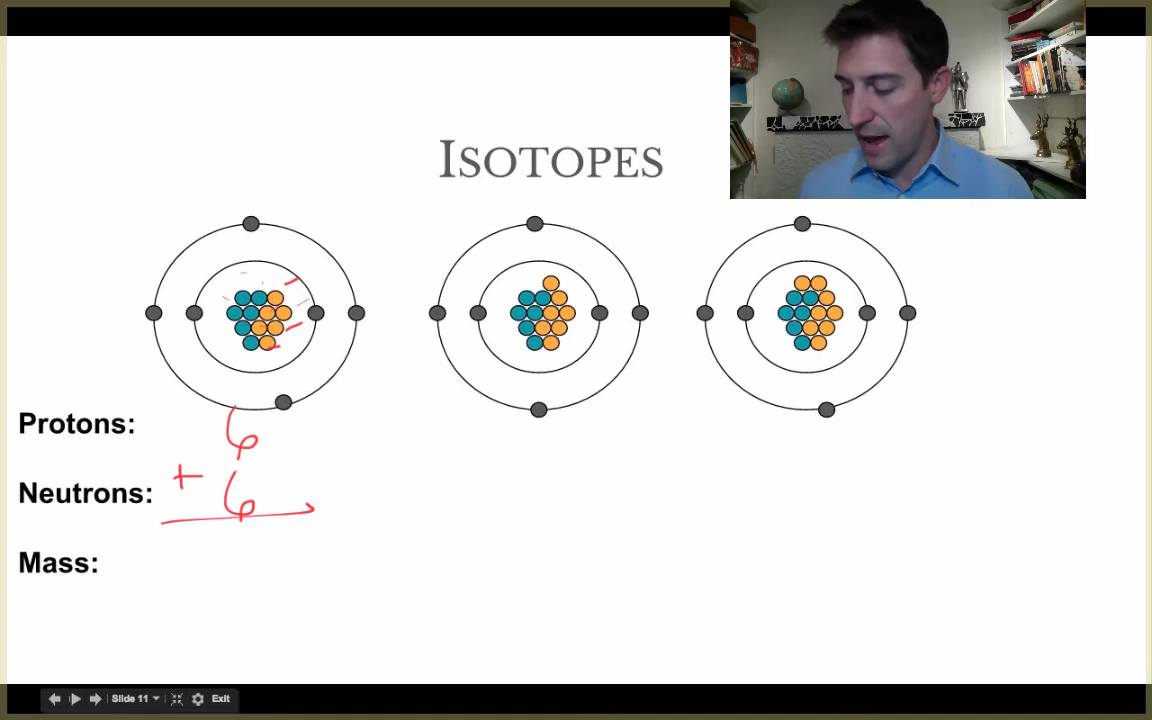 ISOTOPES
Protons: 6
Neutrons: + 6
Mass:
Slide 11
Exit